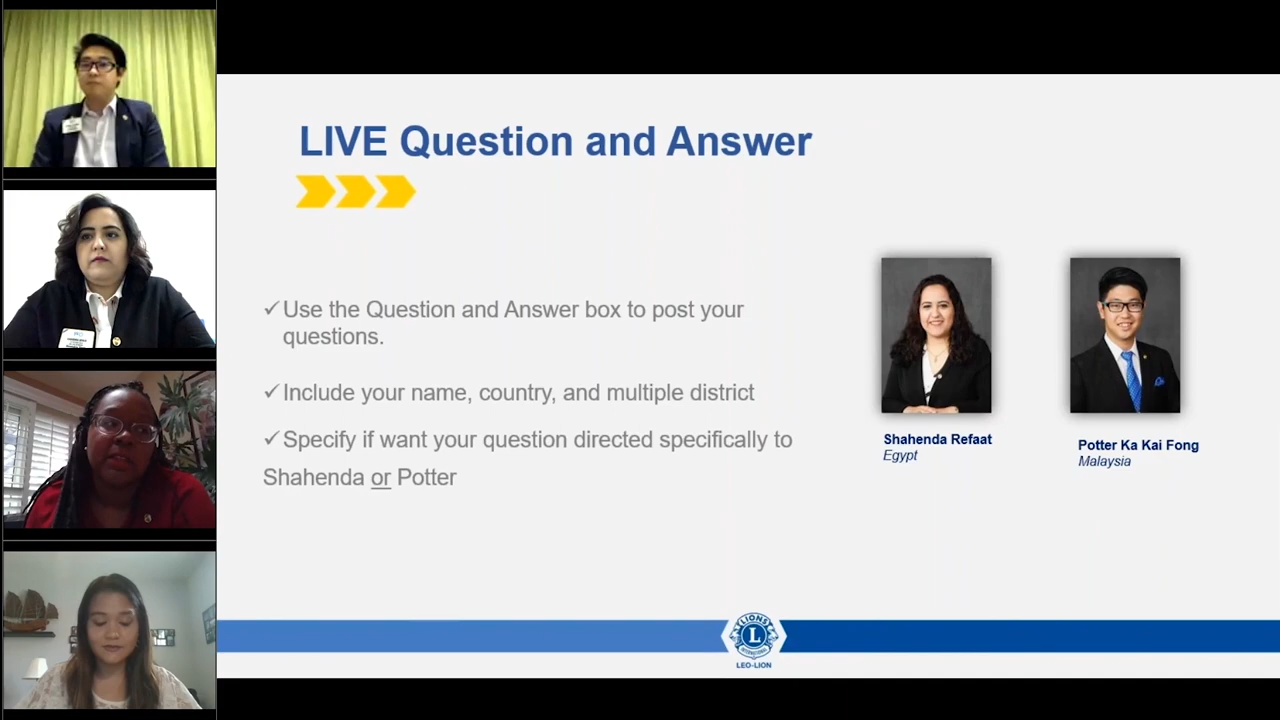 LIVE Question and Answer
✓Use the Question and Answer box to post your
questions.
✓Include your name, country, and multiple district
✓Specify if want your question directed specifically to
Shahenda or Potter
Shahenda Refaat
Egypt
Potter Ka Kai Fong
Malaysia
LIONS
L
INTERNATIONAL
LEO-LION